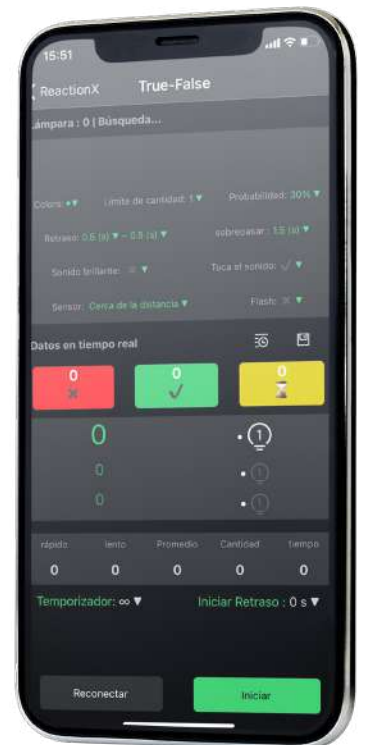 15:51
ReactionX True-False
Lámpara : 0 | Búsqueda...
Colors: Límite de cantidad: 1 ▼ Probabilidad: 30% ▼
Retraso: 0.5 (s) ▼ ~ 0.5 (s) ▼ sobrepasar : 1.5 (s) ▼
Sonido brillante: ▼ Toca el sonido: ✓ ▼
Sensor: Cerca de la distancia ▼ Flash: ▼
Datos en tiempo real
0 0 0
0 1
0 1
0 1
rápido lento Promedio Cantidad tiempo
0 0 0 0 0
Temporizador: ∞ ▼ Iniciar Retraso : 0 s ▼
Reconectar Iniciar